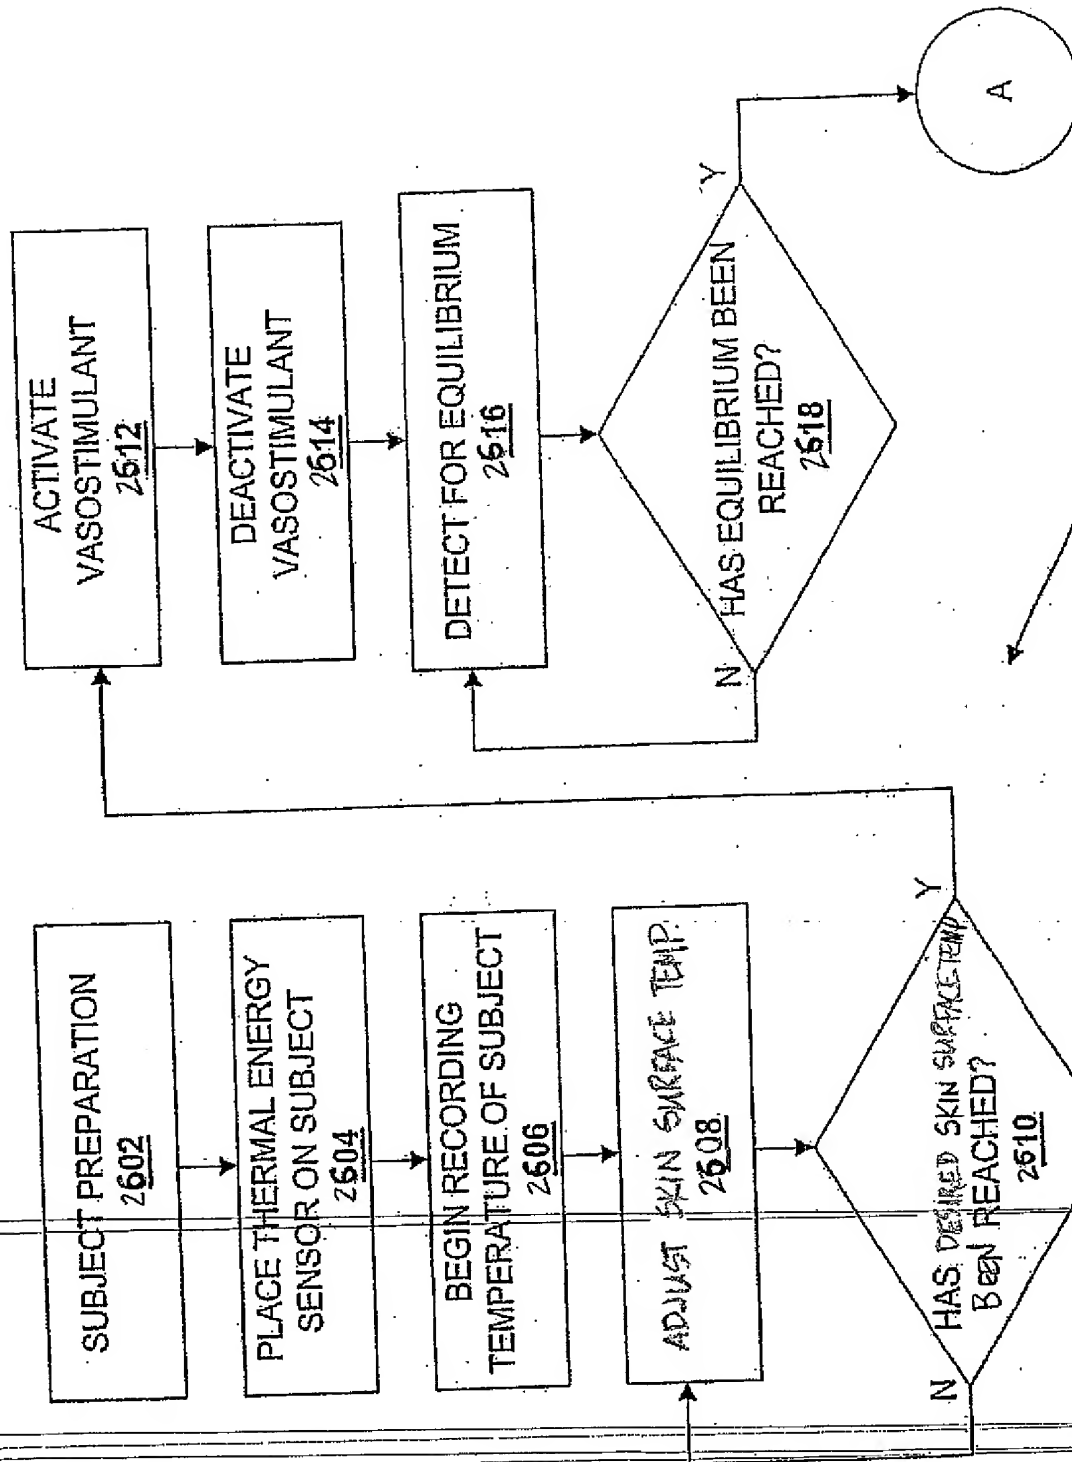 SUBJECT PREPARATION
2602
PLACE THERMAL ENERGY
SENSOR ON SUBJECT
2604
BEGIN RECORDING
TEMPERATURE OF SUBJECT
2606
ADJUST SKIN SURFACE TEMP.
2608
HAS DESIRED SKIN SURFACE TEMP
BEEN REACHED?
2610
N
Y
ACTIVATE
VASOSTIMULANT
2612
DEACTIVATE
VASOSTIMULANT
2614
DETECT FOR EQUILIBRIUM
2616
HAS EQUILIBRIUM BEEN
REACHED?
2618
N
Y
A